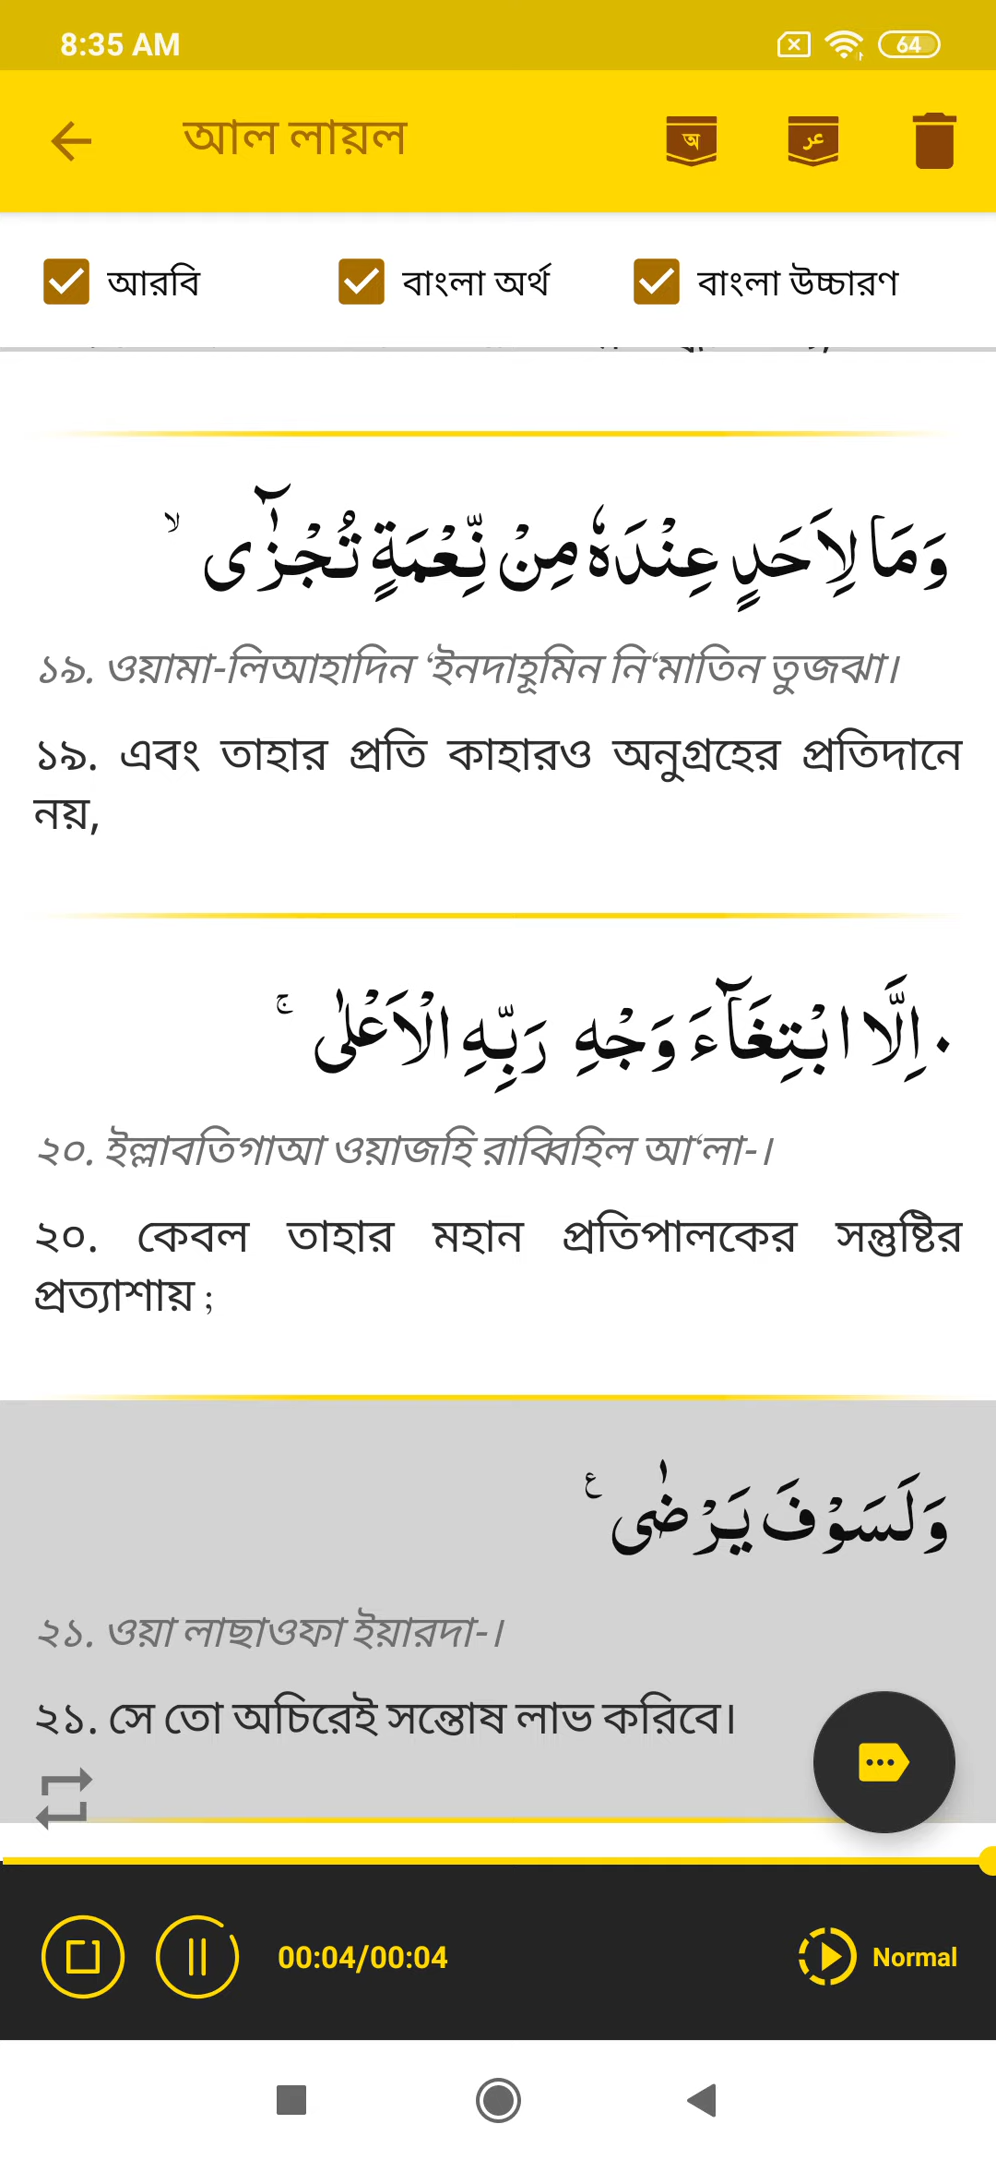 8:35 AM
64
আল লায়ল
অ
عر
আরবি
বাংলা অর্থ
বাংলা উচ্চারণ
وَمَا لِاَحَدٍ عِنْدَهٗ مِنْ نِّعْمَةٍ تُجْزٰۤى ۙ
১৯. ওয়ামা-লিআহাদিন ‘ইনদাহূমিন নি‘মাতিন তুজঝা।
১৯. এবং তাহার প্রতি কাহারও অনুগ্রহের প্রতিদানে
নয়,
۰اِلَّا ابْتِغَآءَ وَجْهِ رَبِّهِ الْاَعْلٰى ۚ
২০. ইল্লাবতিগাআ ওয়াজহি রাব্বিহিল আ‘লা-।
২০. কেবল তাহার মহান প্রতিপালকের সন্তুষ্টির
প্রত্যাশায় ;
وَلَسَوْفَ يَرْضٰى ع
২১. ওয়া লাছাওফা ইয়ারদা-।
২১. সে তো অচিরেই সন্তোষ লাভ করিবে।
00:04/00:04
Normal